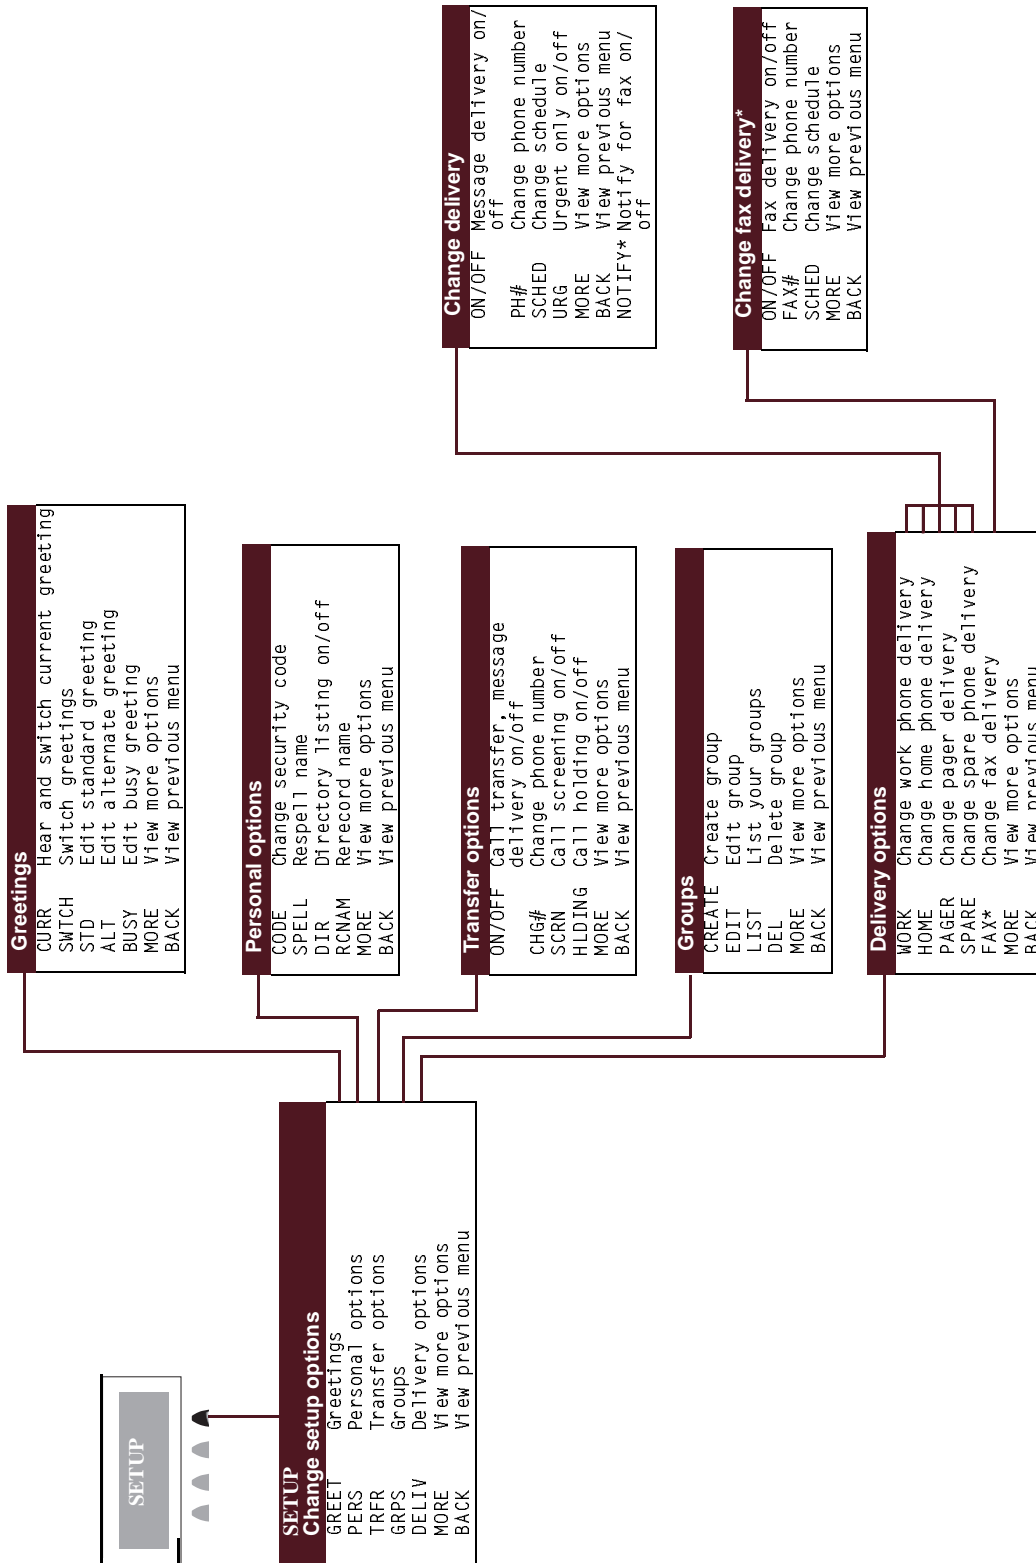 SETUP
SETUP
Change setup options
GREET Greetings
PERS Personal options
TRFR Transfer options
GRPS Groups
DELIV Delivery options
MORE View more options
BACK View previous menu
Greetings
CURR Hear and switch current greeting
SWTCH Switch greetings
STD Edit standard greeting
ALT Edit alternate greeting
BUSY Edit busy greeting
MORE View more options
BACK View previous menu
Personal options
CODE Change security code
SPELL Respell name
DIR Directory listing on/off
RCNAM Rerecord name
MORE View more options
BACK View previous menu
Transfer options
ON/OFF Call transfer, message
delivery on/off
CHG# Change phone number
SCRN Call screening on/off
HLDING Call holding on/off
MORE View more options
BACK View previous menu
Groups
CREATE Create group
EDIT Edit group
LIST List your groups
DEL Delete group
MORE View more options
BACK View previous menu
Delivery options
WORK Change work phone delivery
HOME Change home phone delivery
PAGER Change pager delivery
SPARE Change spare phone delivery
FAX* Change fax delivery
MORE View more options
BACK View previous menu
Change delivery
ON/OFF Message delivery on/
off
PH# Change phone number
SCHED Change schedule
URG Urgent only on/off
MORE View more options
BACK View previous menu
NOTIFY* Notify for fax on/
off
Change fax delivery*
ON/OFF Fax delivery on/off
FAX# Change phone number
SCHED Change schedule
MORE View more options
BACK View previous menu